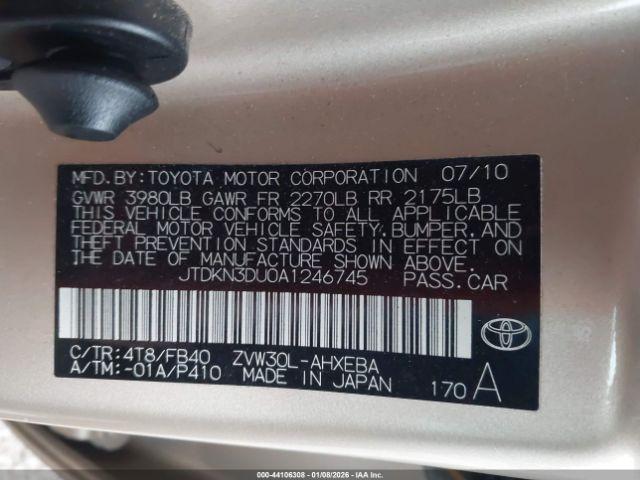 MFD. BY: TOYOTA MOTOR CORPORATION 07/10
GVWR 3980LB GAWR FR 2270LB RR 2175LB
THIS VEHICLE CONFORMS TO ALL APPLICABLE
FEDERAL MOTOR VEHICLE SAFETY, BUMPER, AND
THEFT PREVENTION STANDARDS IN EFFECT ON
THE DATE OF MANUFACTURE SHOWN ABOVE.
JTDKN3DU0A1246745 PASS. CAR
C/TR: 4T8/FB40 ZVW30L-AHXEBA
A/TM: -01A/P410 MADE IN JAPAN 170 A
000-44106308 - 01/08/2026 - © IAA Inc.